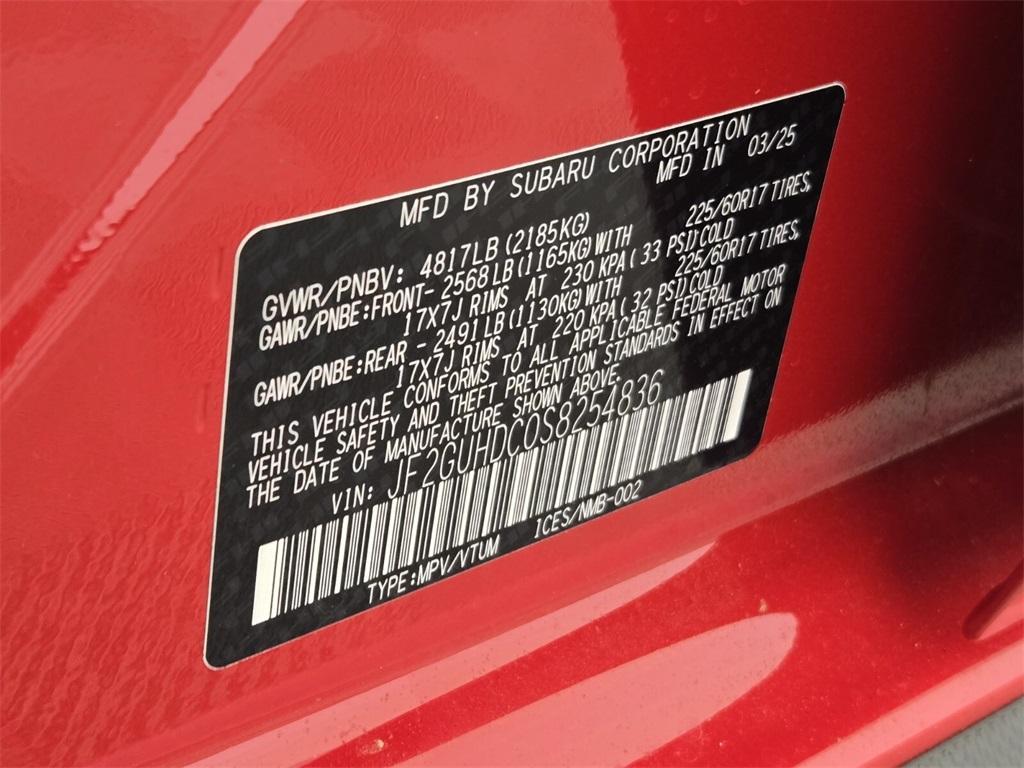 MFD BY SUBARU CORPORATION
MFD IN 03/25
GVWR/PNBV: 4817LB (2185KG)
GAWR/PNBE:FRONT- 2568LB(1165KG)WITH 225/60R17 TIRES,
17X7J RIMS AT 230 KPA( 33 PSI)COLD
GAWR/PNBE:REAR - 2491LB(1130KG)WITH 225/60R17 TIRES,
17X7J RIMS AT 220 KPA( 32 PSI)COLD
THIS VEHICLE CONFORMS TO ALL APPLICABLE FEDERAL MOTOR
VEHICLE SAFETY AND THEFT PREVENTION STANDARDS IN EFFECT ON
THE DATE OF MANUFACTURE SHOWN ABOVE.
VIN: JF2GUHDC0S8254836
TYPE:MPV/VTUM ICES/NMB-002